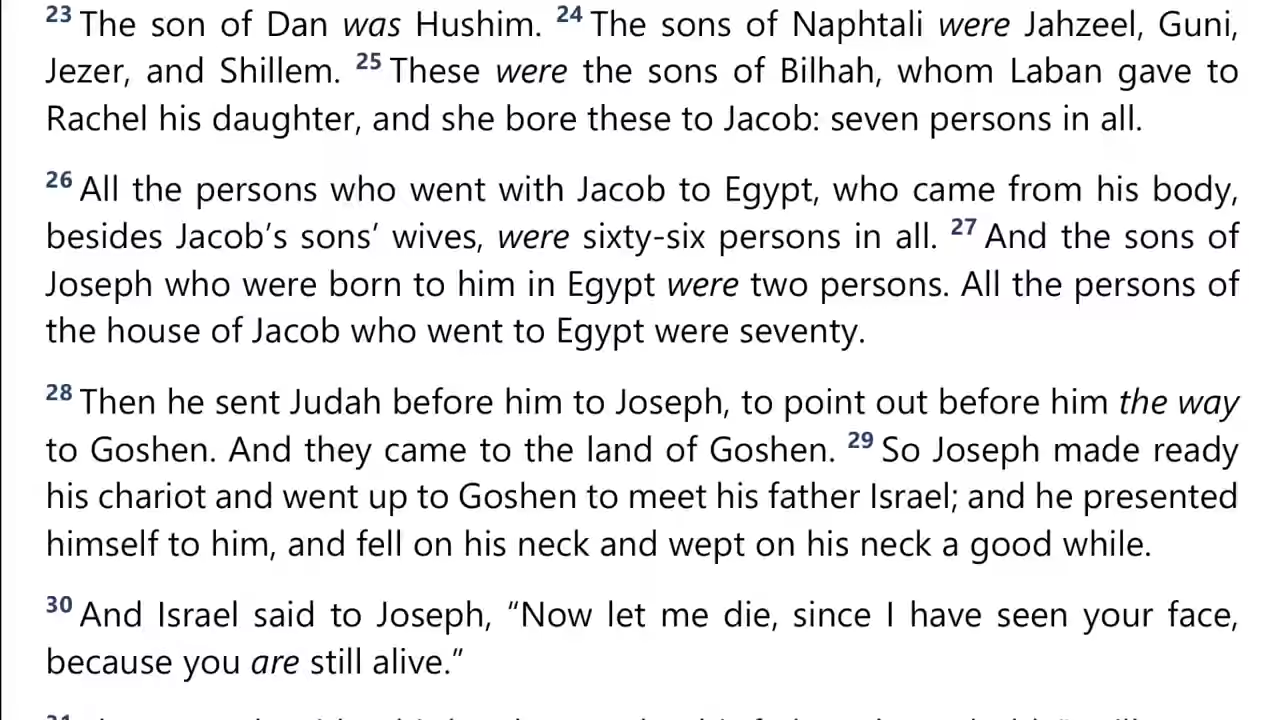 23 The son of Dan was Hushim. 24 The sons of Naphtali were Jahzeel, Guni,
Jezer, and Shillem. 25 These were the sons of Bilhah, whom Laban gave to
Rachel his daughter, and she bore these to Jacob: seven persons in all.
26 All the persons who went with Jacob to Egypt, who came from his body,
besides Jacob’s sons’ wives, were sixty-six persons in all. 27 And the sons of
Joseph who were born to him in Egypt were two persons. All the persons of
the house of Jacob who went to Egypt were seventy.
28 Then he sent Judah before him to Joseph, to point out before him the way
to Goshen. And they came to the land of Goshen. 29 So Joseph made ready
his chariot and went up to Goshen to meet his father Israel; and he presented
himself to him, and fell on his neck and wept on his neck a good while.
30 And Israel said to Joseph, “Now let me die, since I have seen your face,
because you are still alive.”